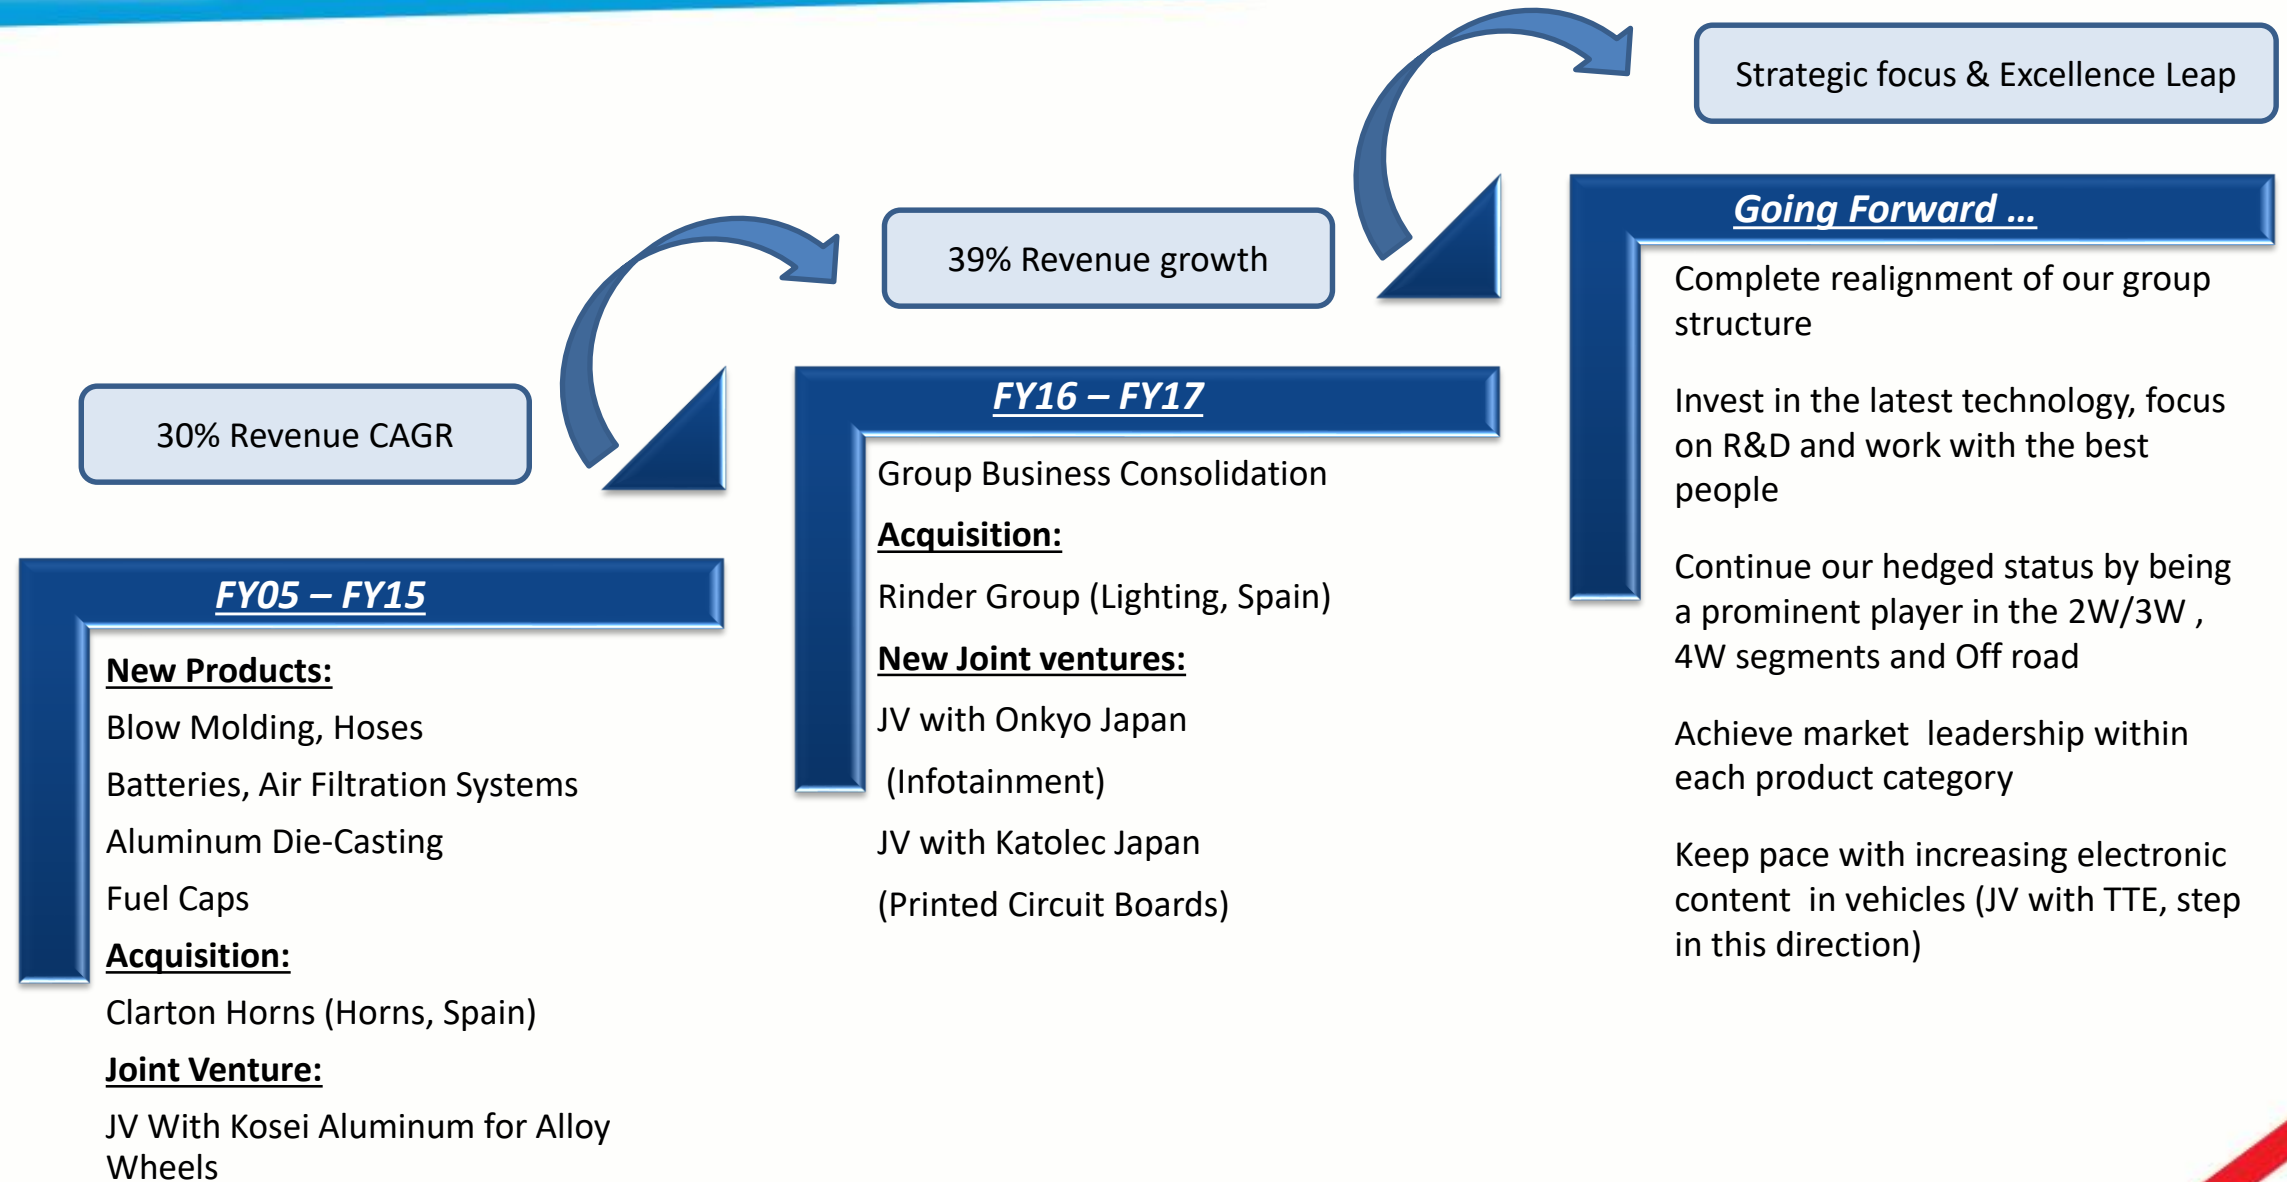 30% Revenue CAGR
FY05 – FY15
New Products:
Blow Molding, Hoses
Batteries, Air Filtration Systems
Aluminum Die-Casting
Fuel Caps
Acquisition:
Clarton Horns (Horns, Spain)
Joint Venture:
JV With Kosei Aluminum for Alloy
Wheels
39% Revenue growth
FY16 – FY17
Group Business Consolidation
Acquisition:
Rinder Group (Lighting, Spain)
New Joint ventures:
JV with Onkyo Japan
(Infotainment)
JV with Katolec Japan
(Printed Circuit Boards)
Strategic focus & Excellence Leap
Going Forward ...
Complete realignment of our group
structure
Invest in the latest technology, focus
on R&D and work with the best
people
Continue our hedged status by being
a prominent player in the 2W/3W ,
4W segments and Off road
Achieve market  leadership within
each product category
Keep pace with increasing electronic
content  in vehicles (JV with TTE, step
in this direction)